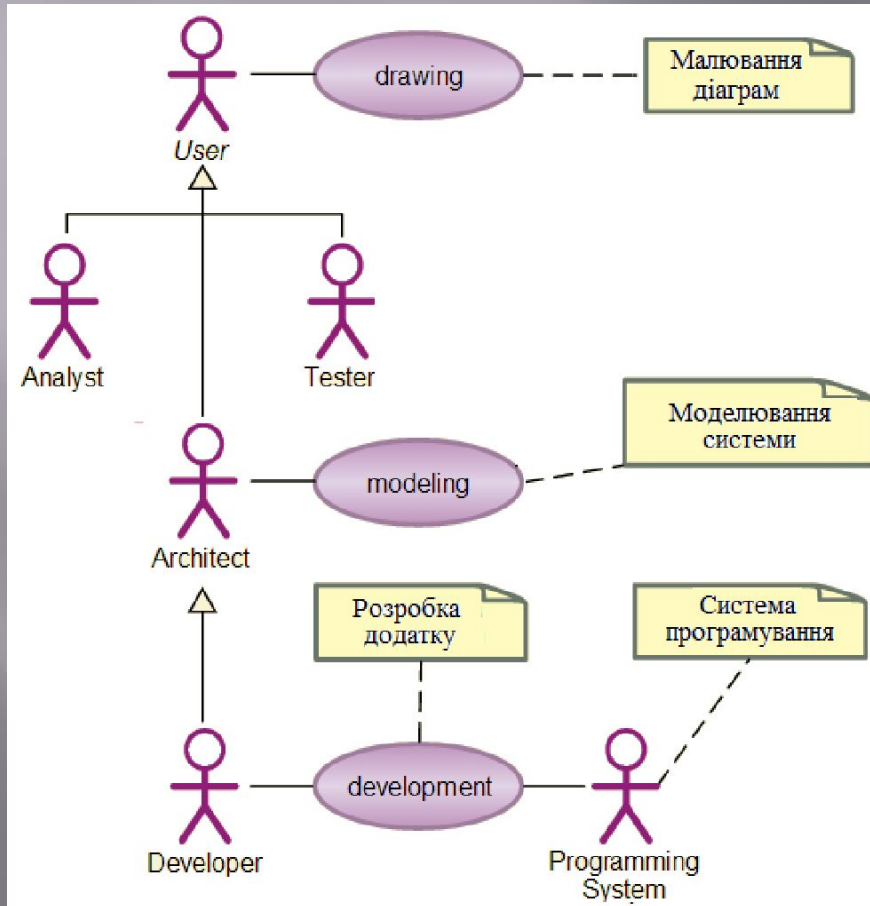 drawing
Малювання
діаграм
User
Analyst
Tester
Моделювання
системи
modeling
Architect
Розробка
додатку
Система
програмування
development
Developer
Programming
System